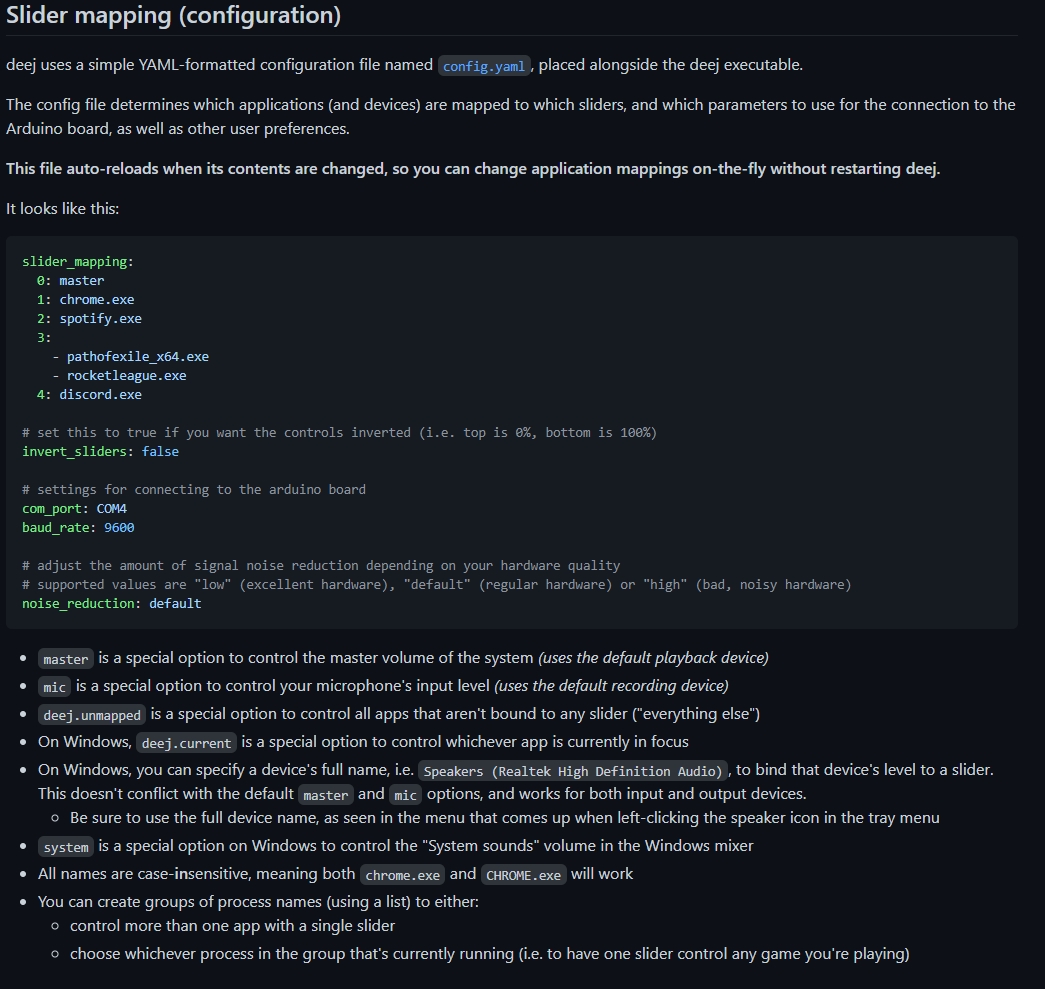 Slider mapping (configuration)
deej uses a simple YAML-formatted configuration file named config.yaml, placed alongside the deej executable.
The config file determines which applications (and devices) are mapped to which sliders, and which parameters to use for the connection to the
Arduino board, as well as other user preferences.
This file auto-reloads when its contents are changed, so you can change application mappings on-the-fly without restarting deej.
It looks like this:
slider_mapping:
  0: master
  1: chrome.exe
  2: spotify.exe
  3:
    - pathofexile_x64.exe
    - rocketleague.exe
  4: discord.exe
# set this to true if you want the controls inverted (i.e. top is 0%, bottom is 100%)
invert_sliders: false
# settings for connecting to the arduino board
com_port: COM4
baud_rate: 9600
# adjust the amount of signal noise reduction depending on your hardware quality
# supported values are "low" (excellent hardware), "default" (regular hardware) or "high" (bad, noisy hardware)
noise_reduction: default
• master is a special option to control the master volume of the system (uses the default playback device)
• mic is a special option to control your microphone's input level (uses the default recording device)
• deej.unmapped is a special option to control all apps that aren't bound to any slider ("everything else")
• On Windows, deej.current is a special option to control whichever app is currently in focus
• On Windows, you can specify a device's full name, i.e. Speakers (Realtek High Definition Audio), to bind that device's level to a slider.
This doesn't conflict with the default master and mic options, and works for both input and output devices.
◦ Be sure to use the full device name, as seen in the menu that comes up when left-clicking the speaker icon in the tray menu
• system is a special option on Windows to control the "System sounds" volume in the Windows mixer
• All names are case-insensitive, meaning both chrome.exe and CHROME.exe will work
• You can create groups of process names (using a list) to either:
◦ control more than one app with a single slider
◦ choose whichever process in the group that's currently running (i.e. to have one slider control any game you're playing)